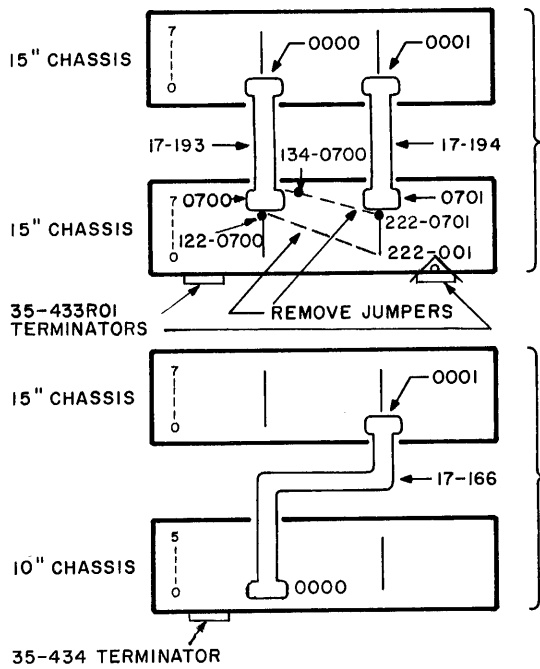 7
0000
0001
15" CHASSIS
0
17-193
134-0700
17-194
7
0700
0701
15" CHASSIS
122-0700
222-0701
0
222-001
35-433R01
TERMINATORS
REMOVE JUMPERS
7
0001
15" CHASSIS
0
17-166
5
10" CHASSIS
0
0000
35-434 TERMINATOR